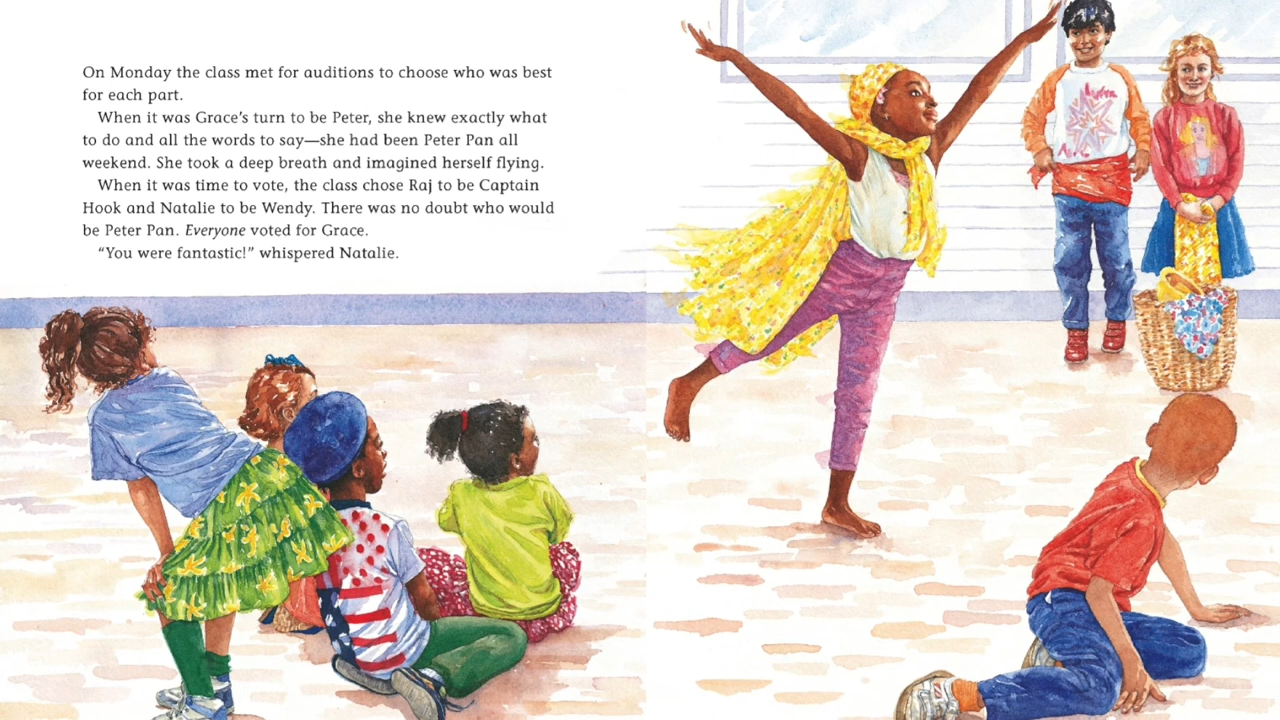 On Monday the class met for auditions to choose who was best
for each part.
When it was Grace's turn to be Peter, she knew exactly what
to do and all the words to say—she had been Peter Pan all
weekend. She took a deep breath and imagined herself flying.
When it was time to vote, the class chose Raj to be Captain
Hook and Natalie to be Wendy. There was no doubt who would
be Peter Pan. Everyone voted for Grace.
“You were fantastic!” whispered Natalie.